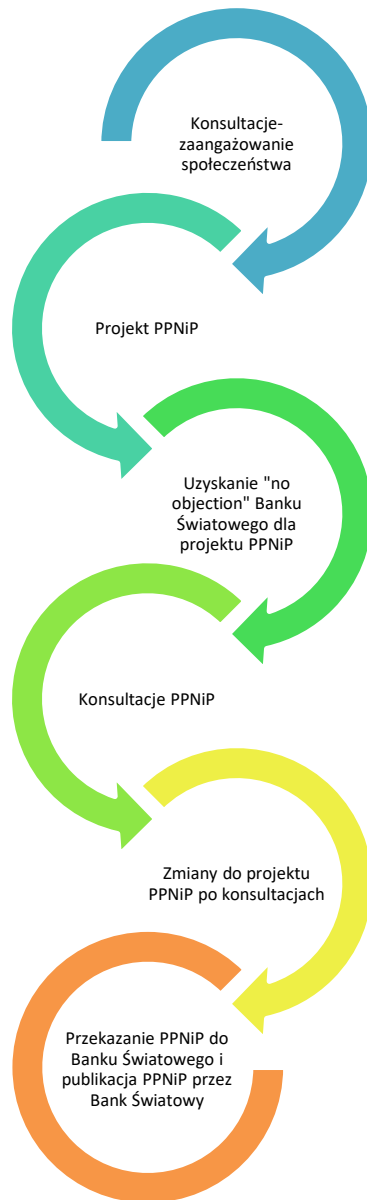 Konsultacje-
zaangażowanie
społeczeństwa
Projekt PPNiP
Uzyskanie "no
objection" Banku
Światowego dla
projektu PPNiP
Konsultacje PPNiP
Zmiany do projektu
PPNiP po konsultacjach
Przekazanie PPNiP do
Banku Światowego i
publikacja PPNiP przez
Bank Światowy